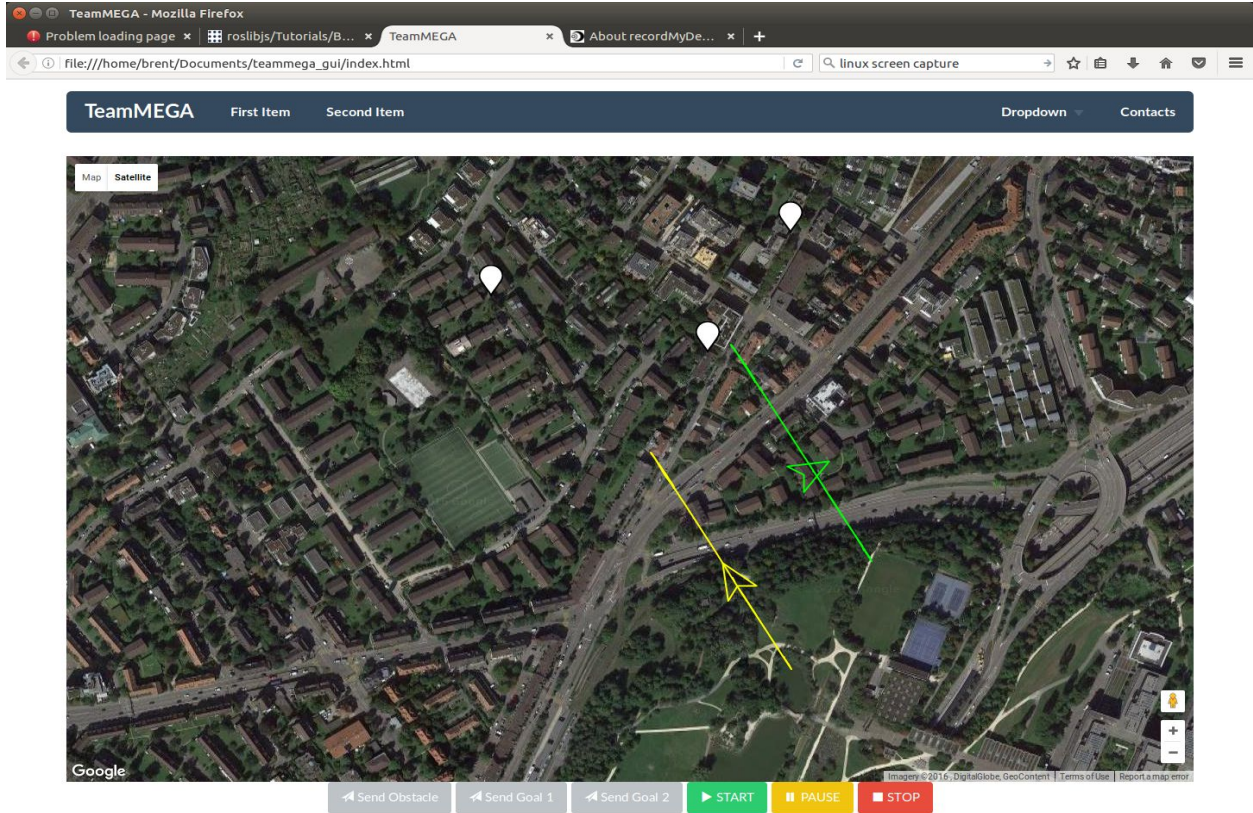 TeamMEGA - Mozilla Firefox
Problem loading page × roslibjs/Tutorials/B... × TeamMEGA × About recordMyDe... × +
file:///home/brent/Documents/teammega_gui/index.html linux screen capture
TeamMEGA First Item Second Item Dropdown Contacts
Map Satellite
Google Imagery ©2016 , DigitalGlobe, GeoContent Terms of Use Report a map error
Send Obstacle Send Goal 1 Send Goal 2 START PAUSE STOP